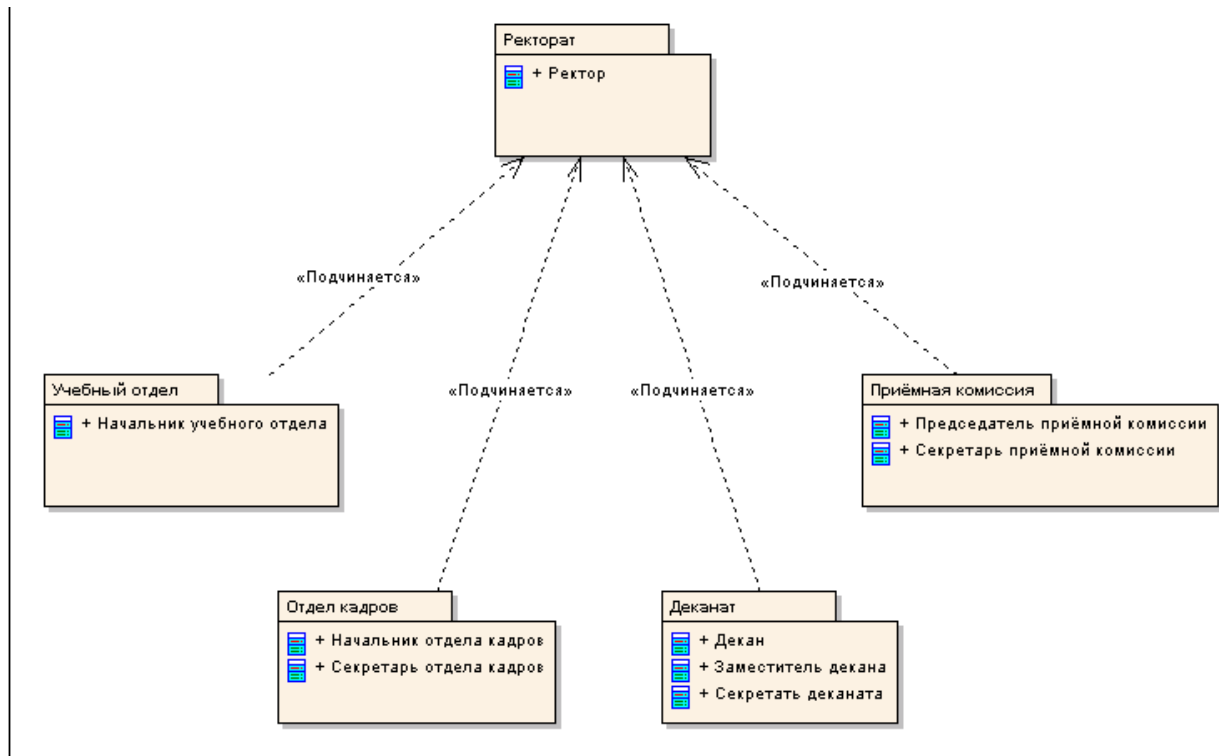 Ректорат
+ Ректор
«Подчиняется»
«Подчиняется»
«Подчиняется»
«Подчиняется»
Учебный отдел
+ Начальник учебного отдела
Приёмная комиссия
+ Председатель приёмной комиссии
+ Секретарь приёмной комиссии
Отдел кадров
+ Начальник отдела кадров
+ Секретарь отдела кадров
Деканат
+ Декан
+ Заместитель декана
+ Секретать деканата